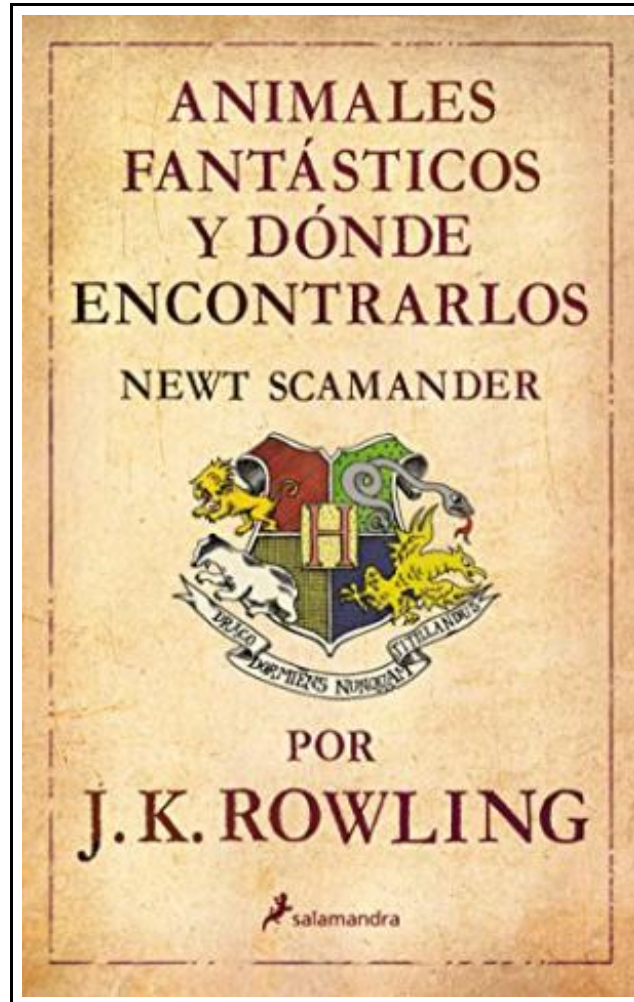 ANIMALES
FANTÁSTICOS
Y DÓNDE
ENCONTRARLOS
NEWT SCAMANDER
H
DRACO DORMIENS NUNQUAM TITILLANDUS
POR
J.K. ROWLING
salamandra